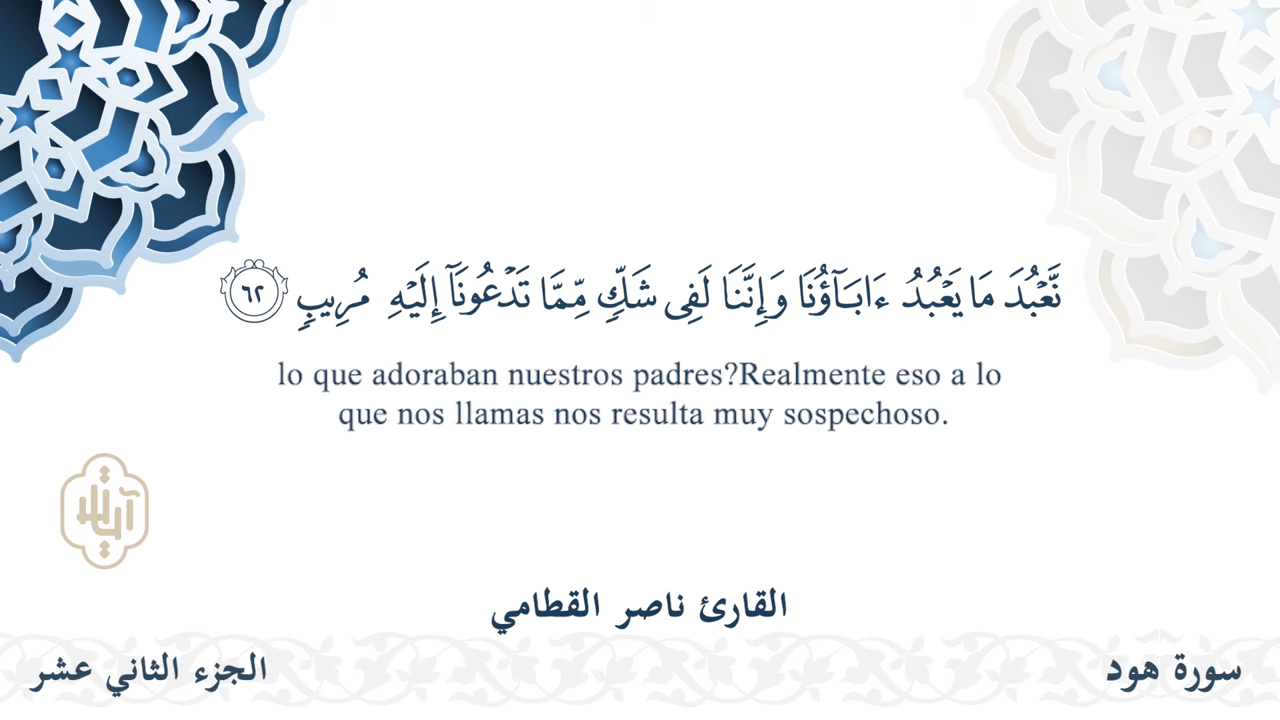 نَّعۡبُدَ مَا يَعۡبُدُ ءَابَآؤُنَا وَإِنَّنَا لَفِي شَكّٖ مِّمَّا تَدۡعُونَآ إِلَيۡهِ مُرِيبٖ ٦٢
lo que adoraban nuestros padres?Realmente eso a lo
que nos llamas nos resulta muy sospechoso.
القارئ ناصر القطامي
سورة هود
الجزء الثاني عشر